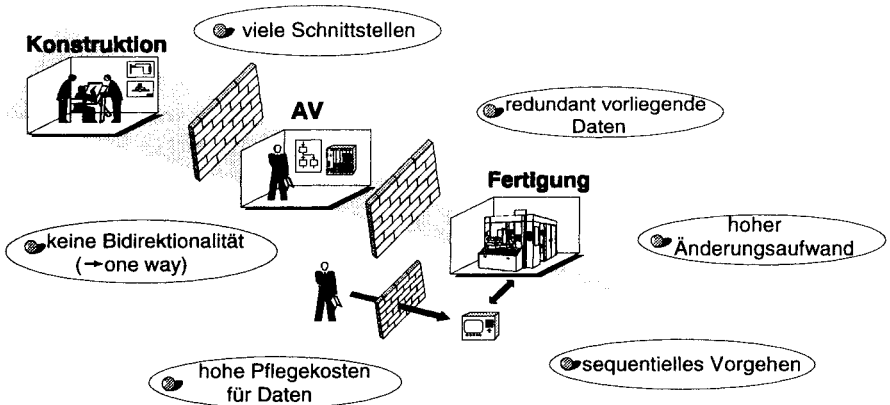 viele Schnittstellen
Konstruktion
AV
redundant vorliegende
Daten
Fertigung
keine Bidirektionalität
(→one way)
hoher
Änderungsaufwand
hohe Pflegekosten
für Daten
sequentielles Vorgehen